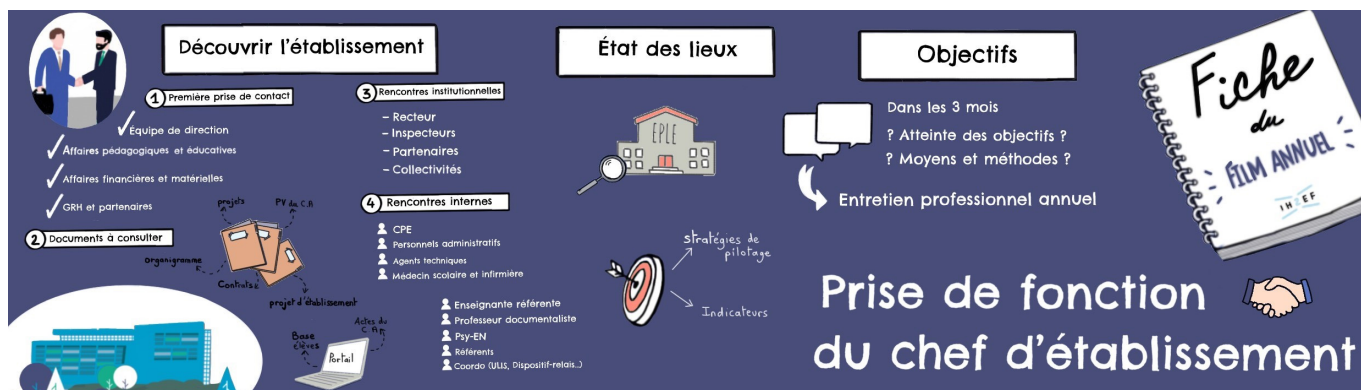 Découvrir l'établissement
1 Première prise de contact
Équipe de direction
Affaires pédagogiques et éducatives
Affaires financières et matérielles
GRH et partenaires
2 Documents à consulter
projets
PV du C.A
organigramme
Contrats
projet d'établissement
Base élèves
Actes du C.A
Portail
3 Rencontres institutionnelles
– Recteur
– Inspecteurs
– Partenaires
– Collectivités
4 Rencontres internes
CPE
Personnels administratifs
Agents techniques
Médecin scolaire et infirmière
Enseignante référente
Professeur documentaliste
Psy-EN
Référents
Coordo (ULIS, Dispositif-relais...)
État des lieux
EPLE
stratégies de
pilotage
Indicateurs
Objectifs
Dans les 3 mois
? Atteinte des objectifs ?
? Moyens et méthodes ?
Entretien professionnel annuel
Fiche
du
FILM ANNUEL
IH2EF
Prise de fonction
du chef d'établissement